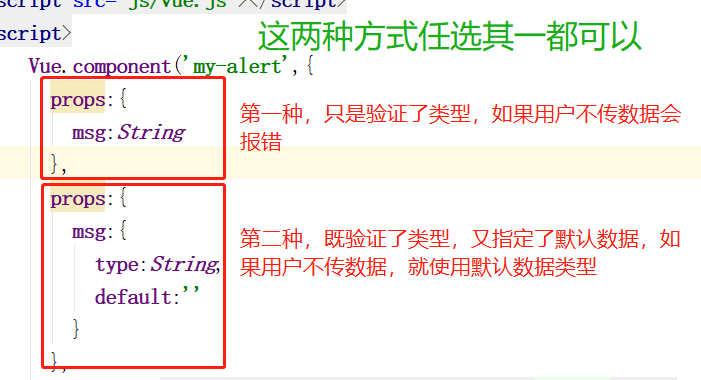 script src="js/vue.js"></script>
script>
这两种方式任选其一都可以
Vue.component('my-alert',{
props:{
第一种，只是验证了类型，如果用户不传数据会
报错
msg:String
},
props:{
msg:{
第二种，既验证了类型，又指定了默认数据，如
果用户不传数据，就使用默认数据类型
type:String,
default:''
}
},